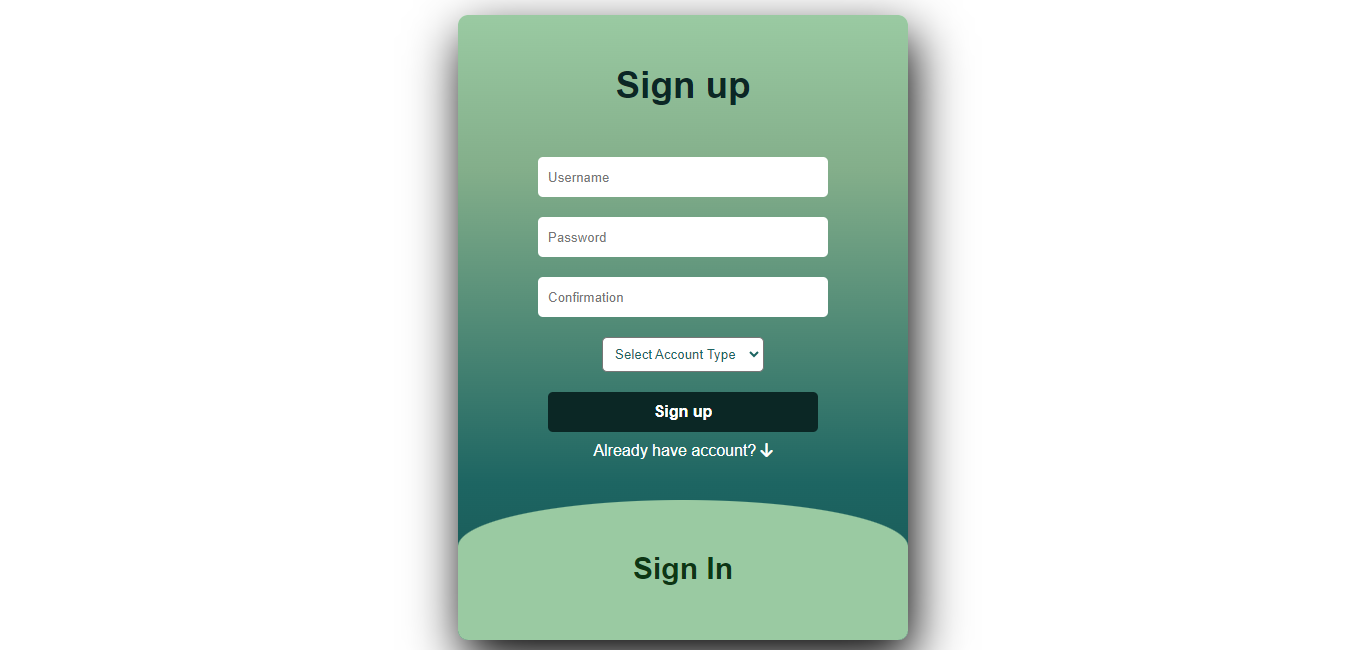 Sign up
Username
Password
Confirmation
Select Account Type
Sign up
Already have account?
Sign In